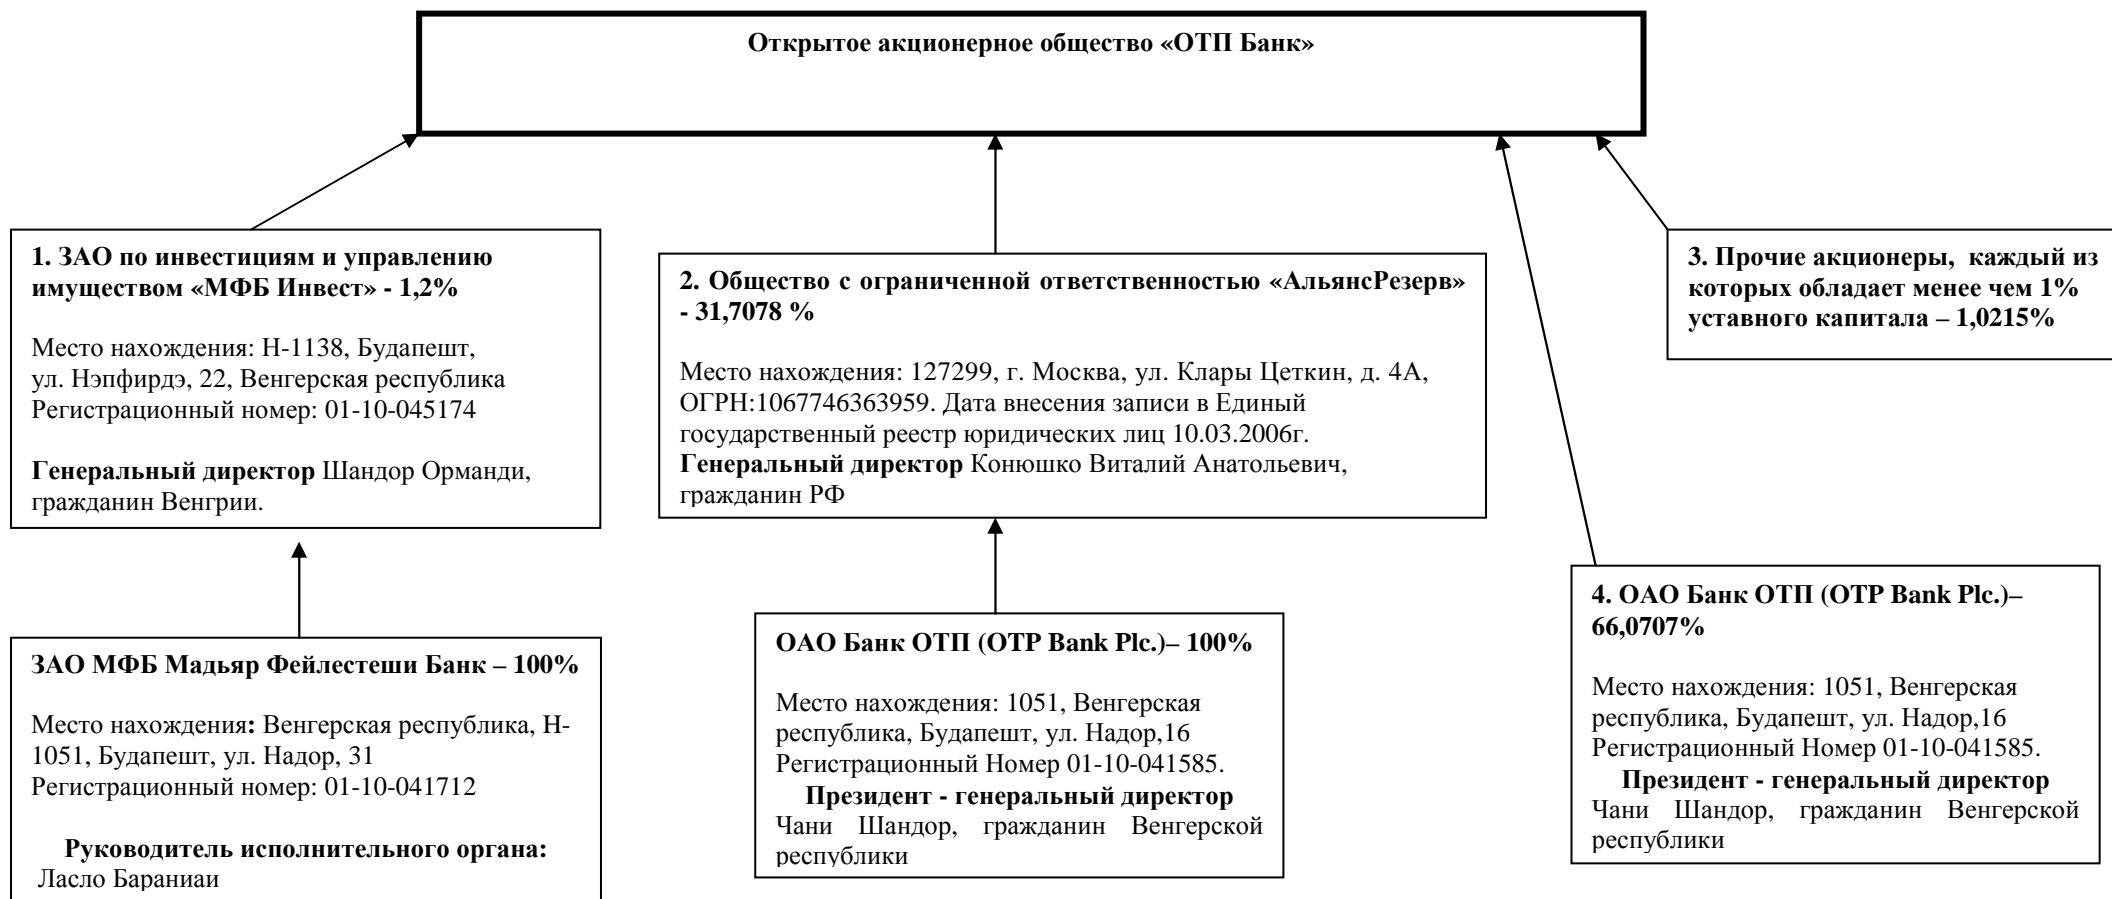 Открытое акционерное общество «ОТП Банк»
1. ЗАО по инвестициям и управлению
имуществом «МФБ Инвест» - 1,2%
Место нахождения: Н-1138, Будапешт,
ул. Нэпфирдэ, 22, Венгерская республика
Регистрационный номер: 01-10-045174
Генеральный директор Шандор Орманди,
гражданин Венгрии.
2. Общество с ограниченной ответственностью «АльянсРезерв»
- 31,7078 %
Место нахождения: 127299, г. Москва, ул. Клары Цеткин, д. 4А,
ОГРН:1067746363959. Дата внесения записи в Единый
государственный реестр юридических лиц 10.03.2006г.
Генеральный директор Конюшко Виталий Анатольевич,
гражданин РФ
3. Прочие акционеры, каждый из
которых обладает менее чем 1%
уставного капитала – 1,0215%
ЗАО МФБ Мадьяр Фейлестеши Банк – 100%
Место нахождения: Венгерская республика, Н-
1051, Будапешт, ул. Надор, 31
Регистрационный номер: 01-10-041712
Руководитель исполнительного органа:
Ласло Бараниаи
ОАО Банк ОТП (OTP Bank Plc.)– 100%
Место нахождения: 1051, Венгерская
республика, Будапешт, ул. Надор,16
Регистрационный Номер 01-10-041585.
Президент - генеральный директор
Чани Шандор, гражданин Венгерской
республики
4. ОАО Банк ОТП (OTP Bank Plc.)–
66,0707%
Место нахождения: 1051, Венгерская
республика, Будапешт, ул. Надор,16
Регистрационный Номер 01-10-041585.
Президент - генеральный директор
Чани Шандор, гражданин Венгерской
республики